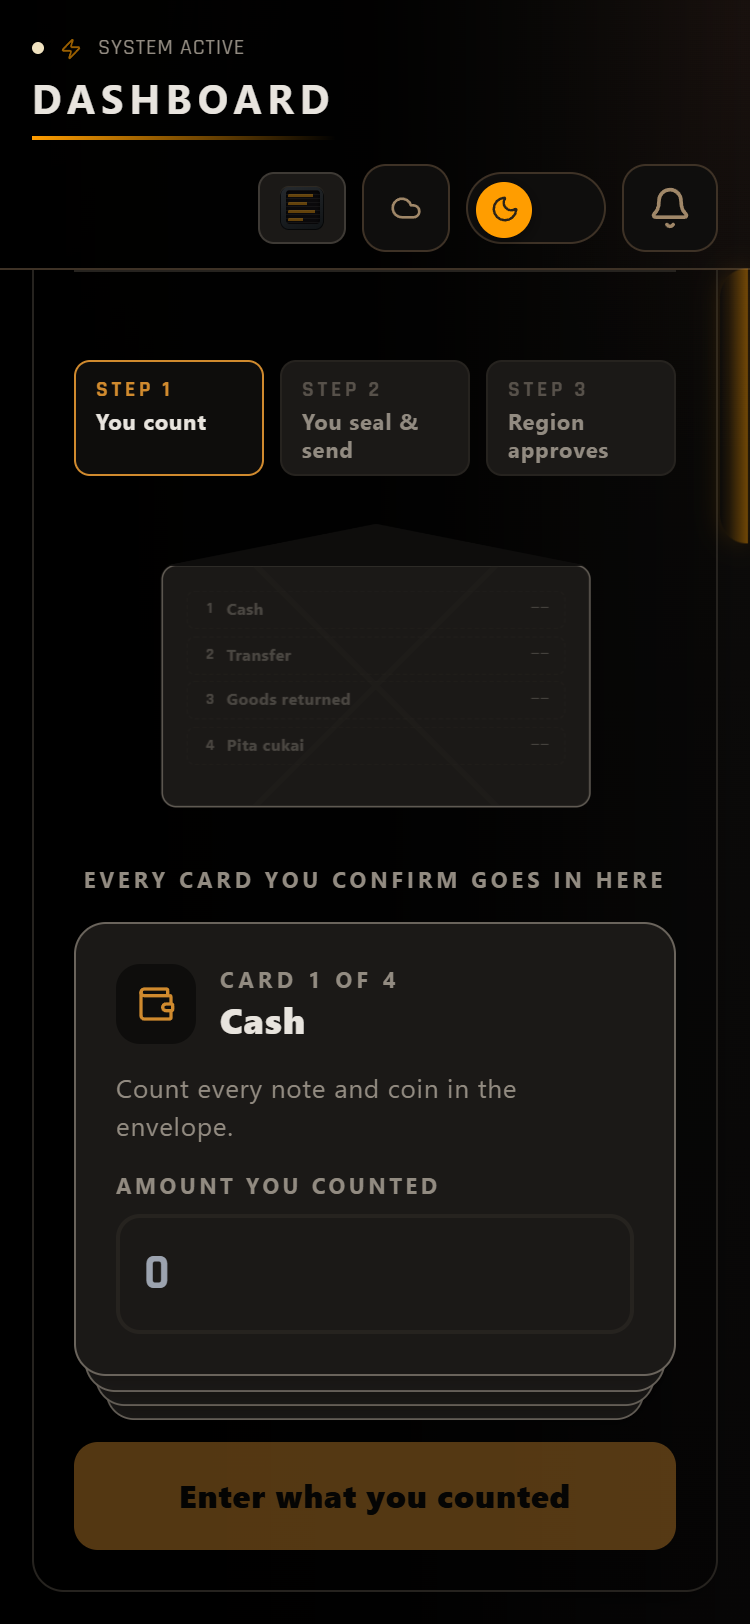 SYSTEM ACTIVE
DASHBOARD
STEP 1
You count
STEP 2
You seal &
send
STEP 3
Region
approves
1 Cash ––
2 Transfer ––
3 Goods returned ––
4 Pita cukai ––
EVERY CARD YOU CONFIRM GOES IN HERE
CARD 1 OF 4
Cash
Count every note and coin in the
envelope.
AMOUNT YOU COUNTED
0
Enter what you counted